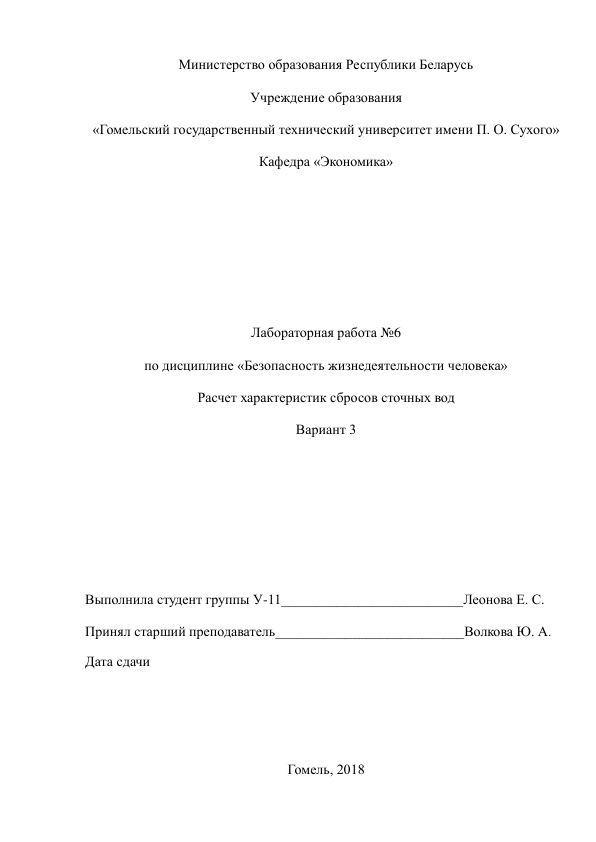 Министерство образования Республики Беларусь
Учреждение образования
«Гомельский государственный технический университет имени П. О. Сухого»
Кафедра «Экономика»
Лабораторная работа №6
по дисциплине «Безопасность жизнедеятельности человека»
Расчет характеристик сбросов сточных вод
Вариант 3
Выполнила студент группы У-11__________________________Леонова Е. С.
Принял старший преподаватель___________________________Волкова Ю. А.
Дата сдачи
Гомель, 2018